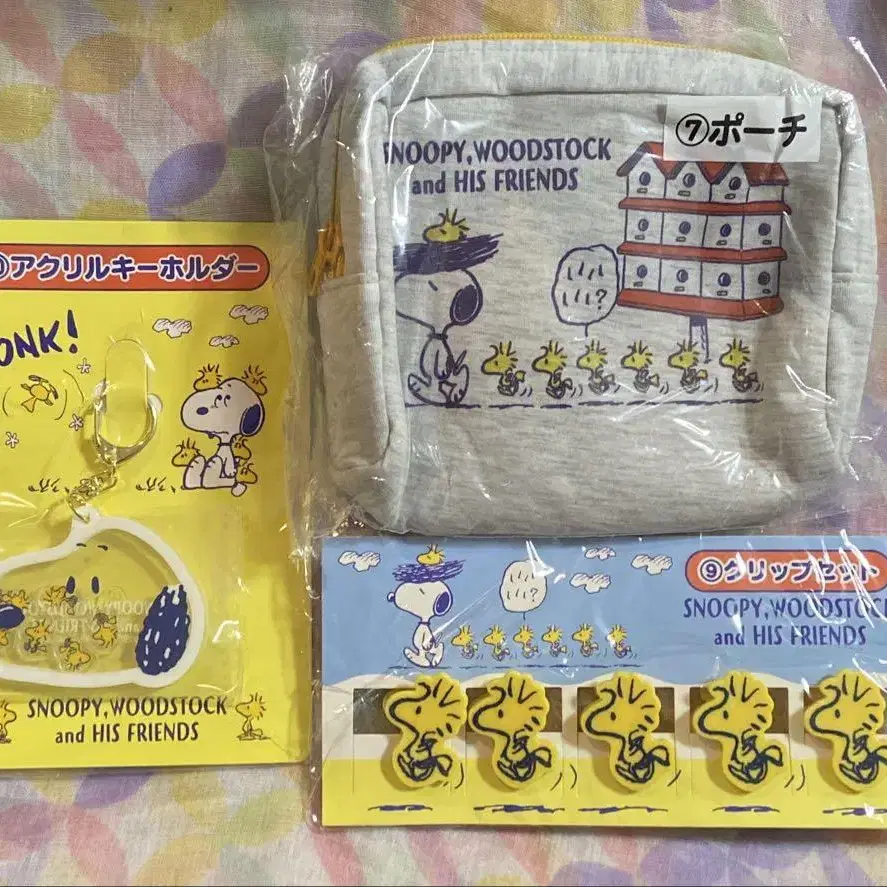 ⑦ポーチ
SNOOPY, WOODSTOCK
and HIS FRIENDS
アクリルキーホルダー
ONK!
SNOOPY, WOODSTOCK
and HIS FRIENDS
⑨クリップセット
SNOOPY, WOODSTOCK
and HIS FRIENDS